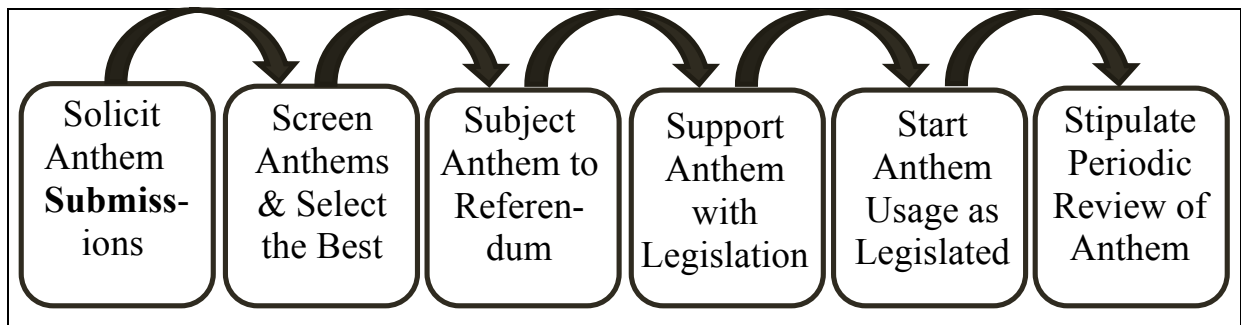 Solicit
Anthem
Submiss-
ions
Screen
Anthems
& Select
the Best
Subject
Anthem to
Referen-
dum
Support
Anthem
with
Legislation
Start
Anthem
Usage as
Legislated
Stipulate
Periodic
Review of
Anthem